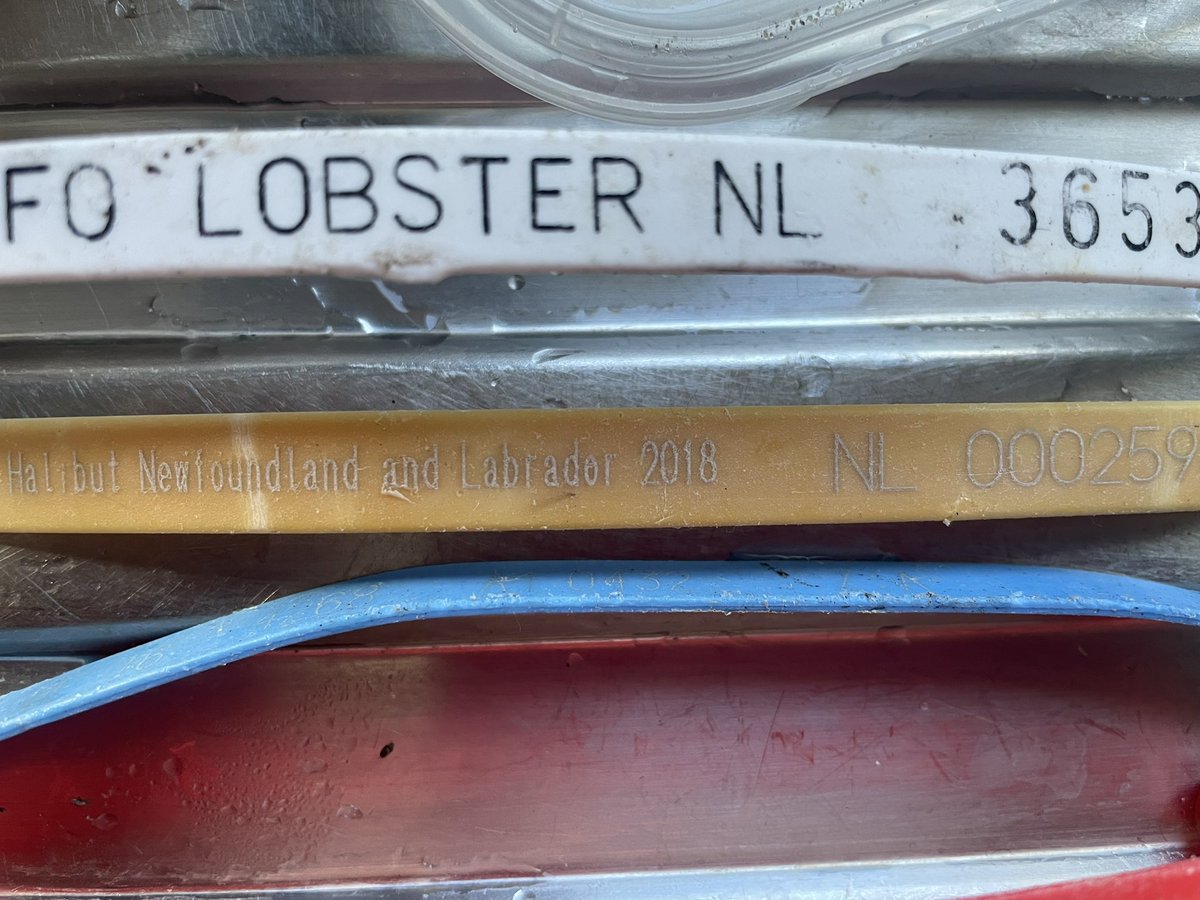 FO LOBSTER NL 3653
Halibut Newfoundland and Labrador 2018 NL 000259